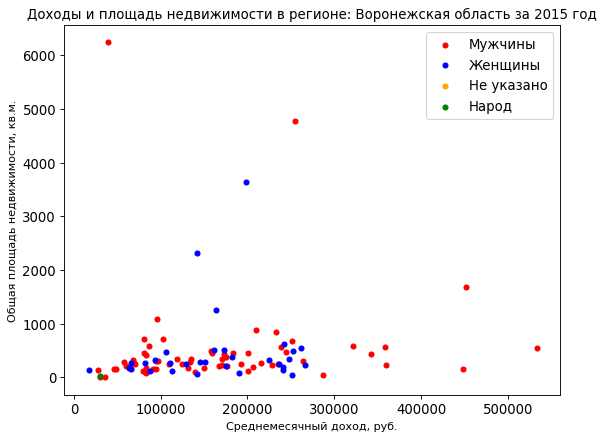 Доходы и площадь недвижимости в регионе: Воронежская область за 2015 год
Мужчины
Женщины
Не указано
Народ
Общая площадь недвижимости, кв.м.
6000
5000
4000
3000
2000
1000
0
0
100000
200000
300000
400000
500000
Среднемесячный доход, руб.